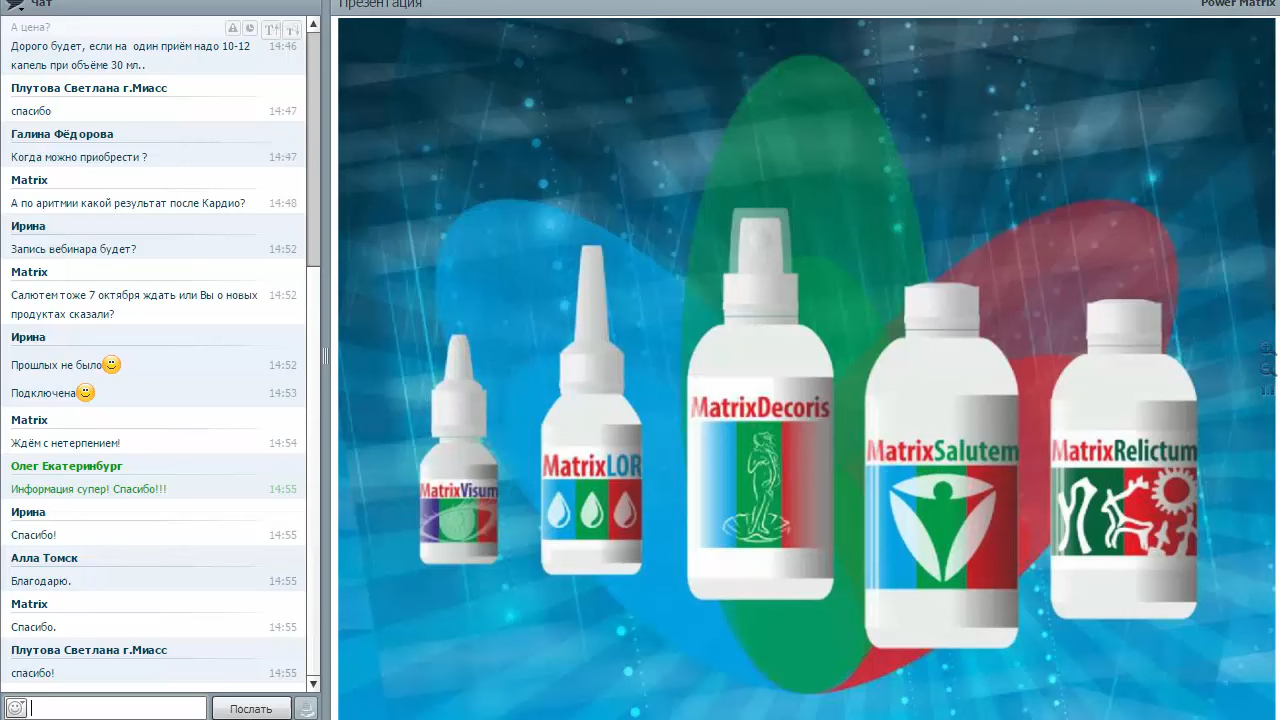 Чат
Презентация
Power Matrix
А цена?
Дорого будет, если на один приём надо 10-12
капель при объёме 30 мл..
14:46
Плутова Светлана г.Миасс
спасибо
14:47
Галина Фёдорова
Когда можно приобрести ?
14:47
Matrix
А по аритмии какой результат после Кардио?
14:48
Ирина
Запись вебинара будет?
14:52
Matrix
Салютем тоже 7 октября ждать или Вы о новых
продуктах сказали?
14:52
Ирина
Прошлых не было
14:52
Подключена
14:53
Matrix
Ждём с нетерпением!
14:54
Олег Екатеринбург
Информация супер! Спасибо!!!
14:55
Ирина
Спасибо!
14:55
Алла Томск
Благодарю.
14:55
Matrix
Спасибо.
14:55
Плутова Светлана г.Миасс
спасибо!
14:55
Послать
MatrixVisum
MatrixLOR
MatrixDecoris
MatrixSalutem
MatrixRelictum